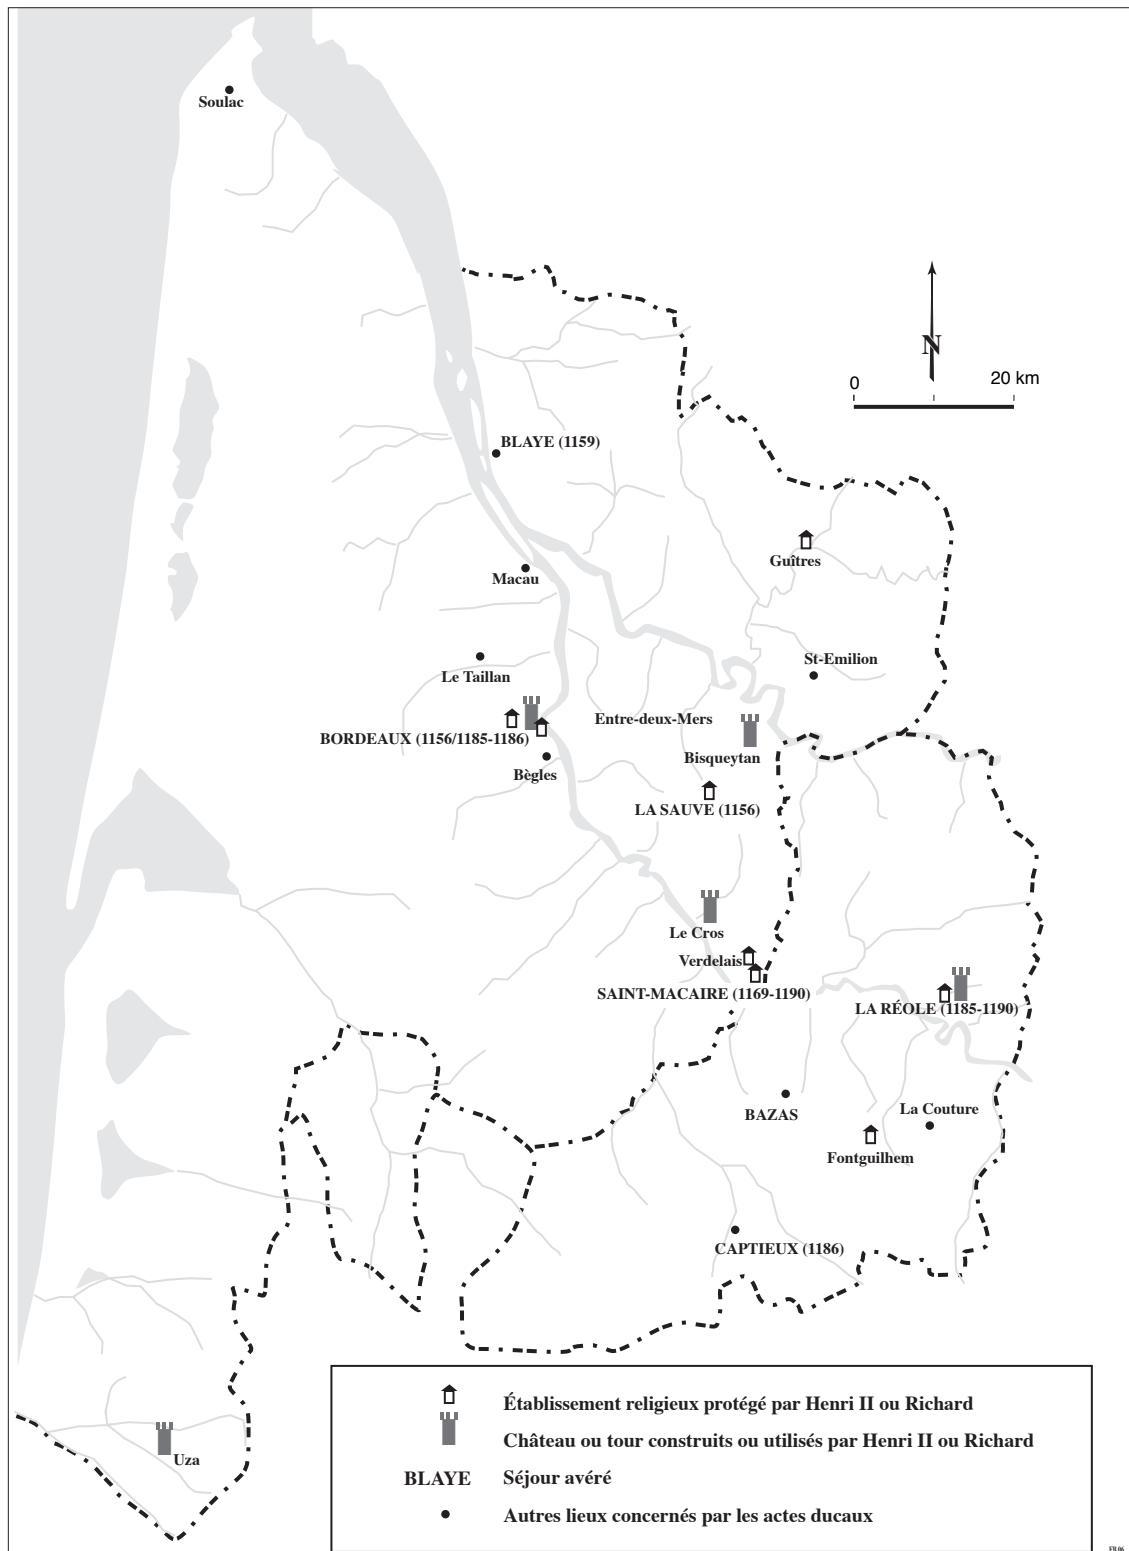 Soulac
N
0 20 km
BLAYE (1159)
Guîtres
Macau
St-Emilion
Le Taillan
Entre-deux-Mers
BORDEAUX (1156/1185-1186)
Bisqueytan
Bègles
LA SAUVE (1156)
Le Cros
Verdelais
SAINT-MACAIRE (1169-1190)
LA RÉOLE (1185-1190)
BAZAS
La Couture
Fontguilhem
CAPTIEUX (1186)
Uza
Établissement religieux protégé par Henri II ou Richard
Château ou tour construits ou utilisés par Henri II ou Richard
BLAYE Séjour avéré
Autres lieux concernés par les actes ducaux